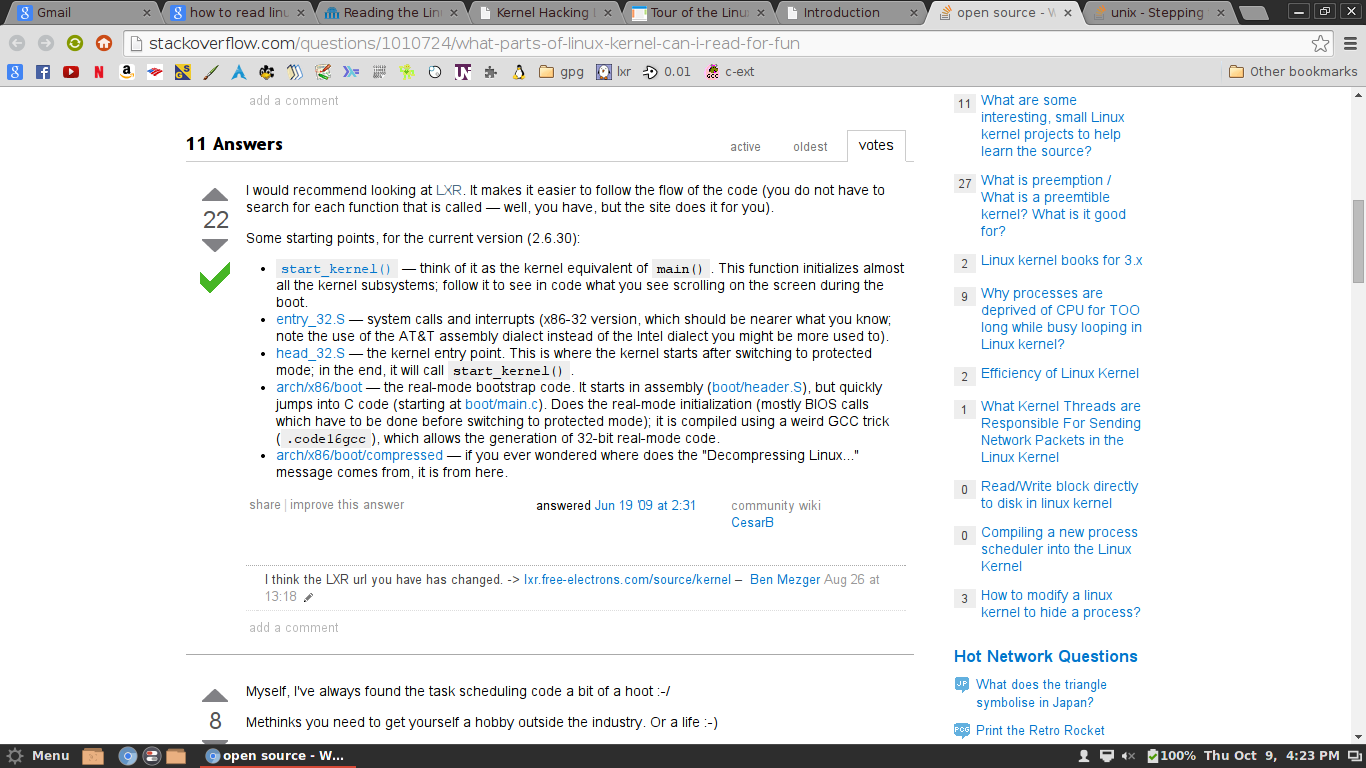 Gmail
how to read linu
Reading the Lin
Kernel Hacking
Tour of the Linu
Introduction
open source - W
unix - Stepping
stackoverflow.com/questions/1010724/what-parts-of-linux-kernel-can-i-read-for-fun
gpg
lxr
0.01
c-ext
Other bookmarks
add a comment
11 Answers
active
oldest
votes
22
I would recommend looking at LXR. It makes it easier to follow the flow of the code (you do not have to
search for each function that is called — well, you have, but the site does it for you).
Some starting points, for the current version (2.6.30):
• start_kernel() — think of it as the kernel equivalent of main() . This function initializes almost
all the kernel subsystems; follow it to see in code what you see scrolling on the screen during the
boot.
• entry_32.S — system calls and interrupts (x86-32 version, which should be nearer what you know;
note the use of the AT&T assembly dialect instead of the Intel dialect you might be more used to).
• head_32.S — the kernel entry point. This is where the kernel starts after switching to protected
mode; in the end, it will call start_kernel() .
• arch/x86/boot — the real-mode bootstrap code. It starts in assembly (boot/header.S), but quickly
jumps into C code (starting at boot/main.c). Does the real-mode initialization (mostly BIOS calls
which have to be done before switching to protected mode); it is compiled using a weird GCC trick
( .code16gcc ), which allows the generation of 32-bit real-mode code.
• arch/x86/boot/compressed — if you ever wondered where does the "Decompressing Linux..."
message comes from, it is from here.
share | improve this answer
answered Jun 19 '09 at 2:31
community wiki
CesarB
I think the LXR url you have has changed. -> lxr.free-electrons.com/source/kernel – Ben Mezger Aug 26 at
13:18
add a comment
8
Myself, I've always found the task scheduling code a bit of a hoot :-/
Methinks you need to get yourself a hobby outside the industry. Or a life :-)
11
What are some
interesting, small Linux
kernel projects to help
learn the source?
27
What is preemption /
What is a preemtible
kernel? What is it good
for?
2
Linux kernel books for 3.x
9
Why processes are
deprived of CPU for TOO
long while busy looping in
Linux kernel?
2
Efficiency of Linux Kernel
1
What Kernel Threads are
Responsible For Sending
Network Packets in the
Linux Kernel
0
Read/Write block directly
to disk in linux kernel
0
Compiling a new process
scheduler into the Linux
Kernel
3
How to modify a linux
kernel to hide a process?
Hot Network Questions
JP
What does the triangle
symbolise in Japan?
PCG
Print the Retro Rocket
Menu
open source - W...
100%
Thu Oct 9, 4:23 PM